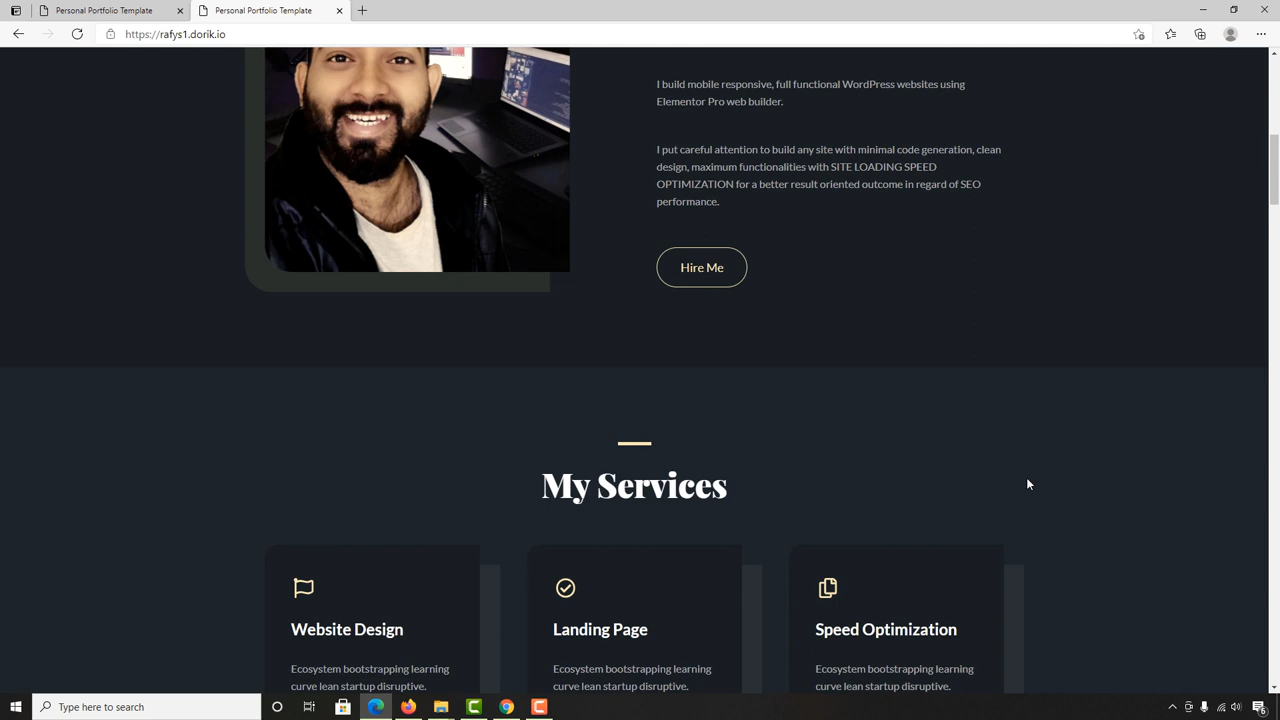 Personal Portfolio Template
Personal Portfolio Template
https://rafys1.dorik.io
I build mobile responsive, full functional WordPress websites using
Elementor Pro web builder.
I put careful attention to build any site with minimal code generation, clean
design, maximum functionalities with SITE LOADING SPEED
OPTIMIZATION for a better result oriented outcome in regard of SEO
performance.
Hire Me
My Services
Website Design
Landing Page
Speed Optimization
Ecosystem bootstrapping learning
curve lean startup disruptive.
Ecosystem bootstrapping learning
curve lean startup disruptive.
Ecosystem bootstrapping learning
curve lean startup disruptive.
Type here to search